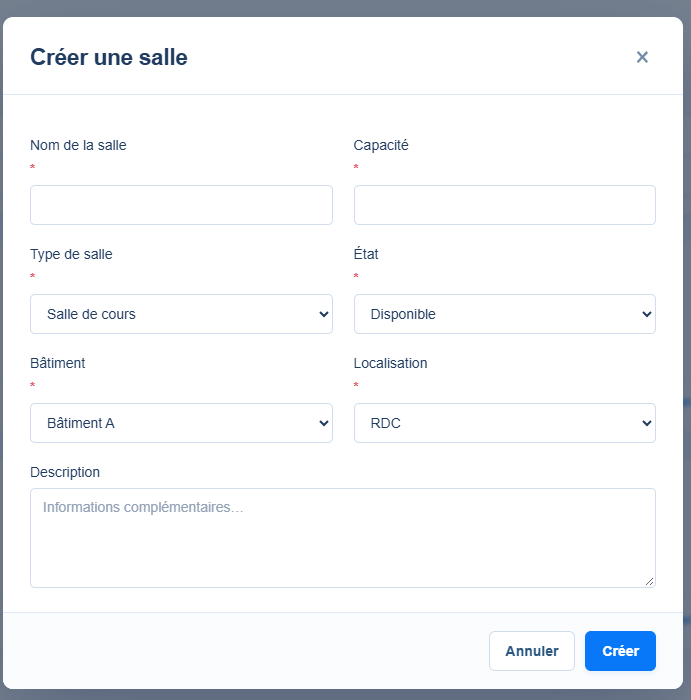 Créer une salle ×
Nom de la salle Capacité
* *
Type de salle État
* *
Salle de cours Disponible
Bâtiment Localisation
* *
Bâtiment A RDC
Description
Informations complémentaires…
Annuler Créer